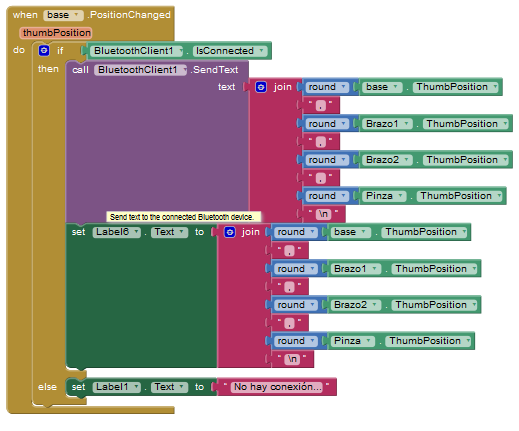 when base .PositionChanged
thumbPosition
do if BluetoothClient1 . IsConnected
then call BluetoothClient1 .SendText
text join round base . ThumbPosition
" , "
round Brazo1 . ThumbPosition
" , "
round Brazo2 . ThumbPosition
" , "
round Pinza . ThumbPosition
" \n "
Send text to the connected Bluetooth device.
set Label6 . Text to join round base . ThumbPosition
" , "
round Brazo1 . ThumbPosition
" , "
round Brazo2 . ThumbPosition
" , "
round Pinza . ThumbPosition
" \n "
else set Label1 . Text to " No hay conexión... "